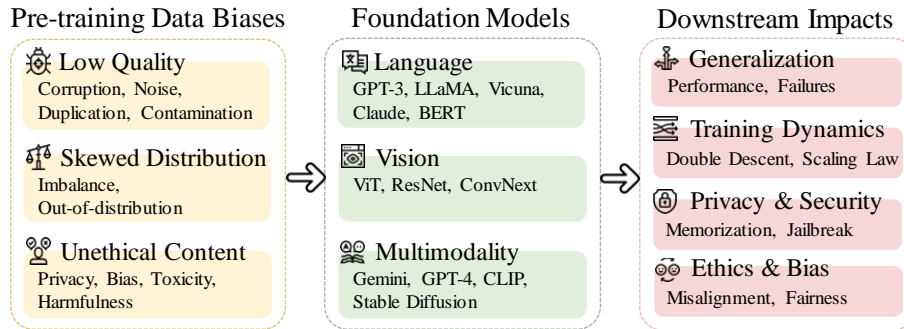 Pre-training Data Biases
Low Quality
Corruption, Noise,
Duplication, Contamination
Skewed Distribution
Imbalance,
Out-of-distribution
Unethical Content
Privacy, Bias, Toxicity,
Harmfulness
Foundation Models
Language
GPT-3, LLaMA, Vicuna,
Claude, BERT
Vision
ViT, ResNet, ConvNext
Multimodality
Gemini, GPT-4, CLIP,
Stable Diffusion
Downstream Impacts
Generalization
Performance, Failures
Training Dynamics
Double Descent, Scaling Law
Privacy & Security
Memorization, Jailbreak
Ethics & Bias
Misalignment, Fairness